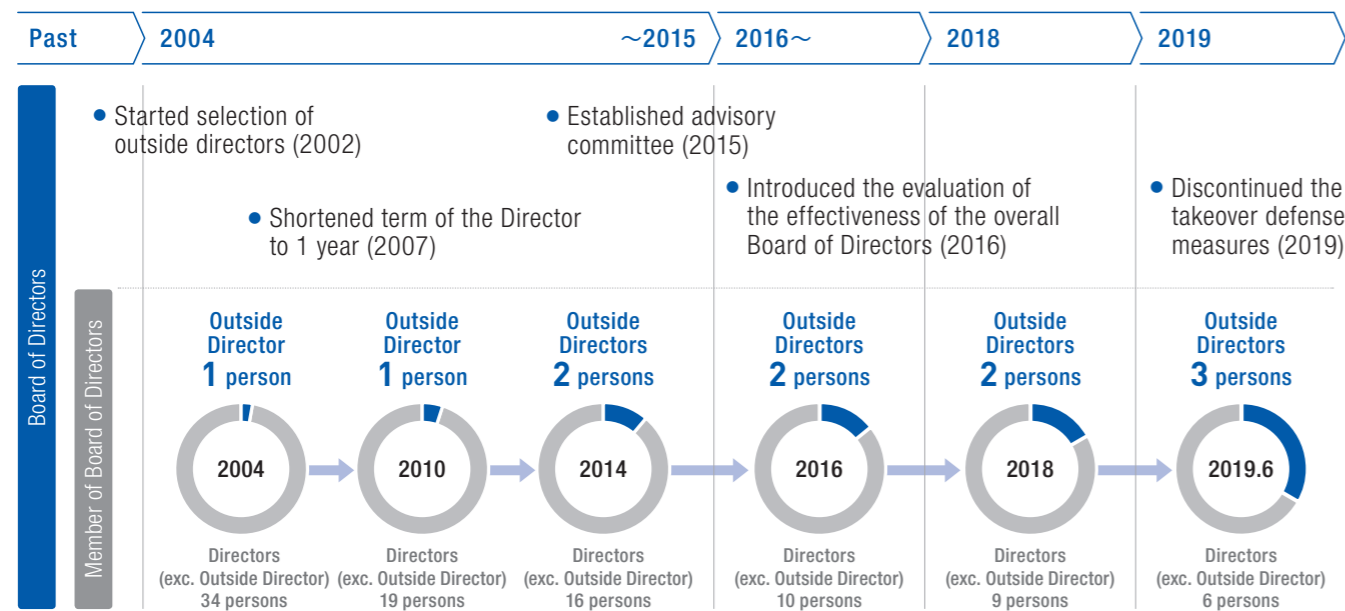 Past
2004
～2015
2016～
2018
2019
Board of Directors
● Started selection of
outside directors (2002)
● Shortened term of the Director
to 1 year (2007)
● Established advisory
committee (2015)
● Introduced the evaluation of
the effectiveness of the overall
Board of Directors (2016)
● Discontinued the
takeover defense
measures (2019)
Member of Board of Directors
Outside
Director
1 person
2004
Directors
(exc. Outside Director)
34 persons
Outside
Director
1 person
2010
Directors
(exc. Outside Director)
19 persons
Outside
Directors
2 persons
2014
Directors
(exc. Outside Director)
16 persons
Outside
Directors
2 persons
2016
Directors
(exc. Outside Director)
10 persons
Outside
Directors
2 persons
2018
Directors
(exc. Outside Director)
9 persons
Outside
Directors
3 persons
2019.6
Directors
(exc. Outside Director)
6 persons